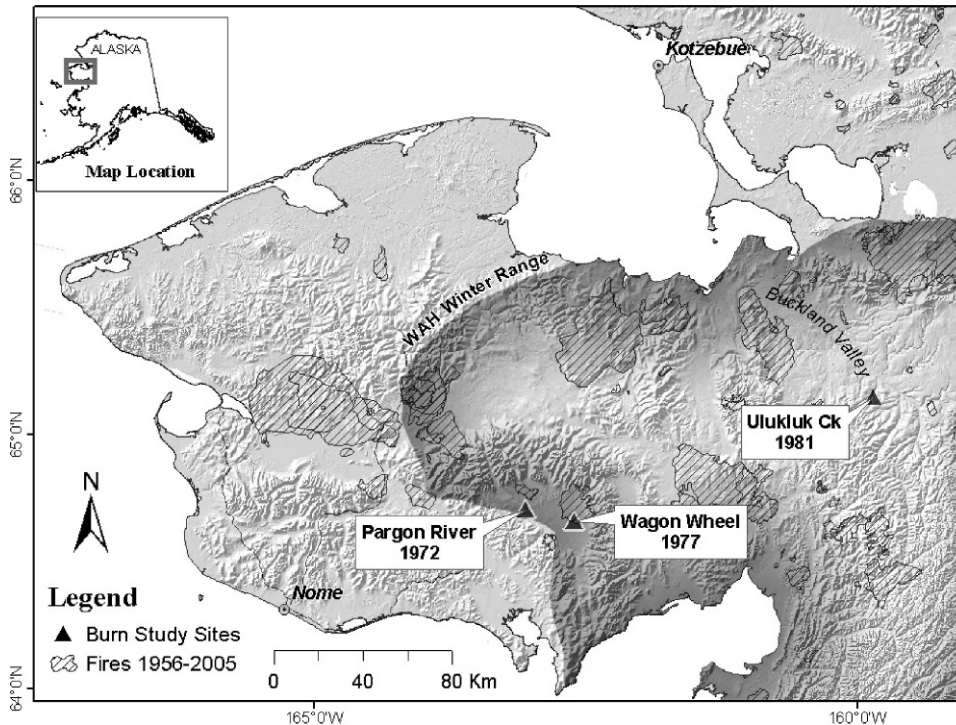 ALASKA
Map Location
Kotzebue
66°0'N
WAH Winter Range
Buckland Valley
Ulukluk Ck
1981
65°0'N
N
Pargon River
1972
Wagon Wheel
1977
Legend
Nome
Burn Study Sites
Fires 1956-2005
0 40 80 Km
64°0'N
165°0'W
160°0'W